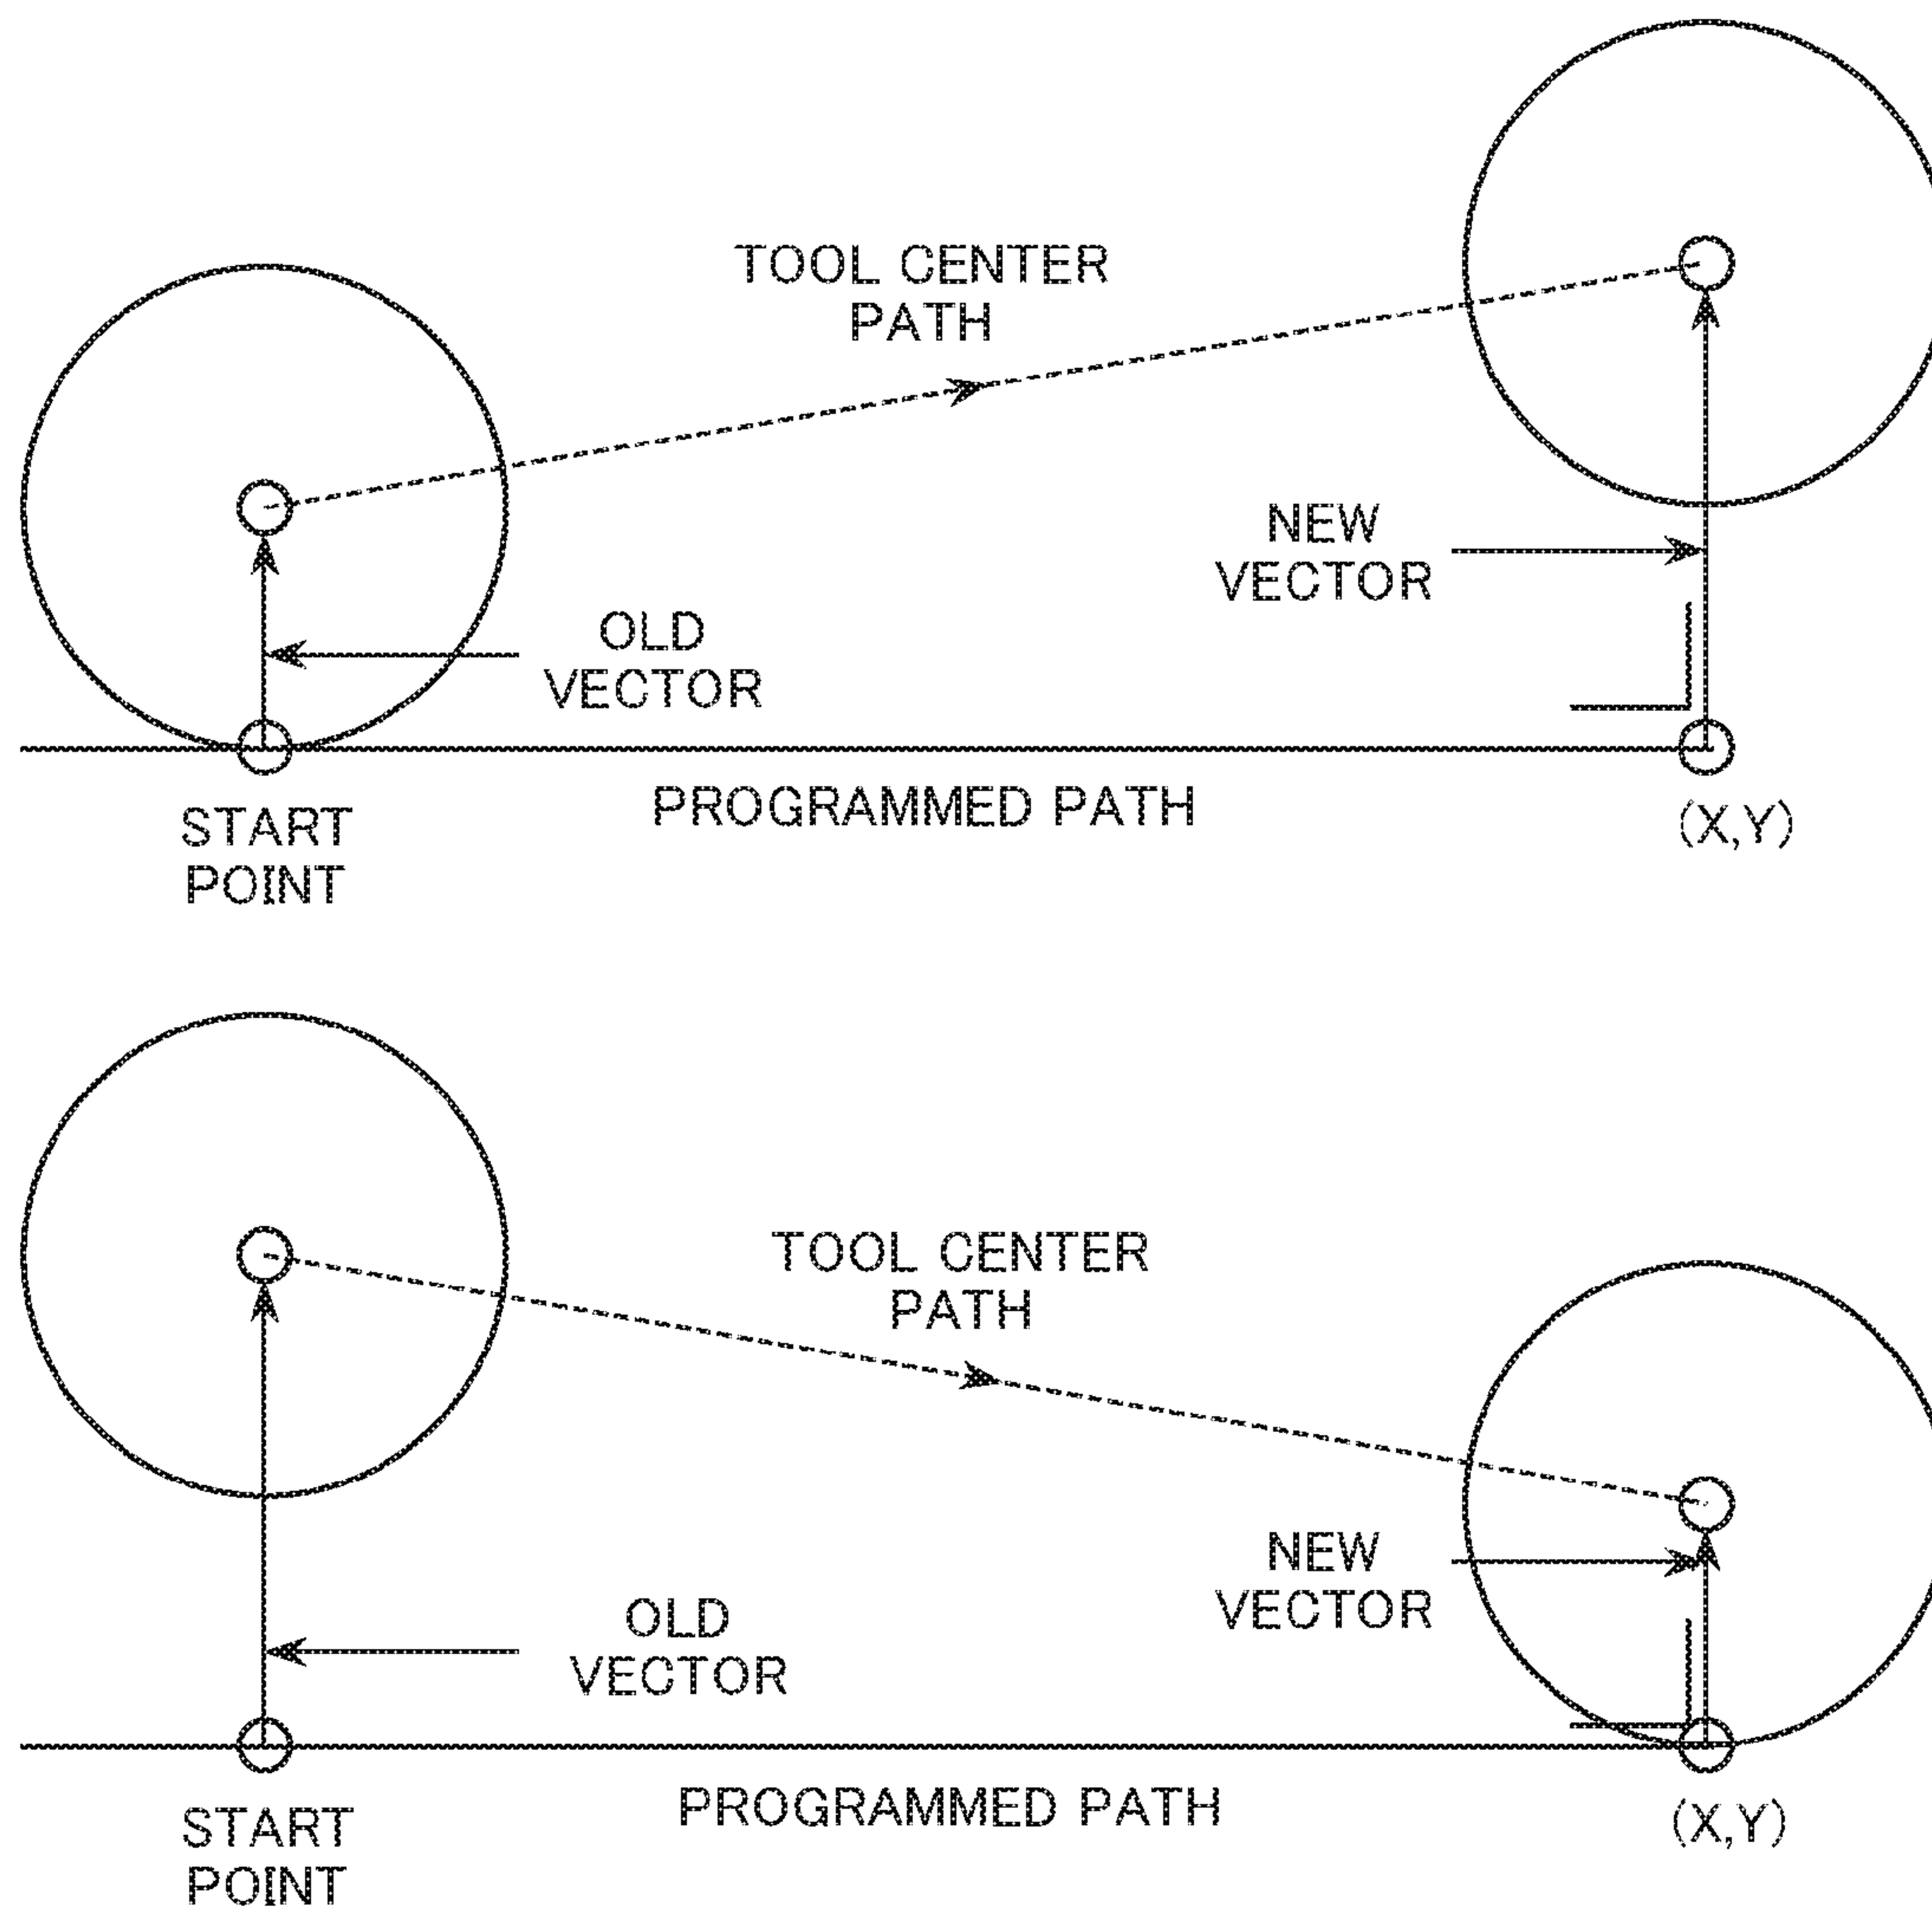 TOOL CENTER
PATH
NEW
VECTOR
OLD
VECTOR
PROGRAMMED PATH
START
POINT
(X,Y)
TOOL CENTER
PATH
NEW
VECTOR
OLD
VECTOR
PROGRAMMED PATH
START
POINT
(X,Y)